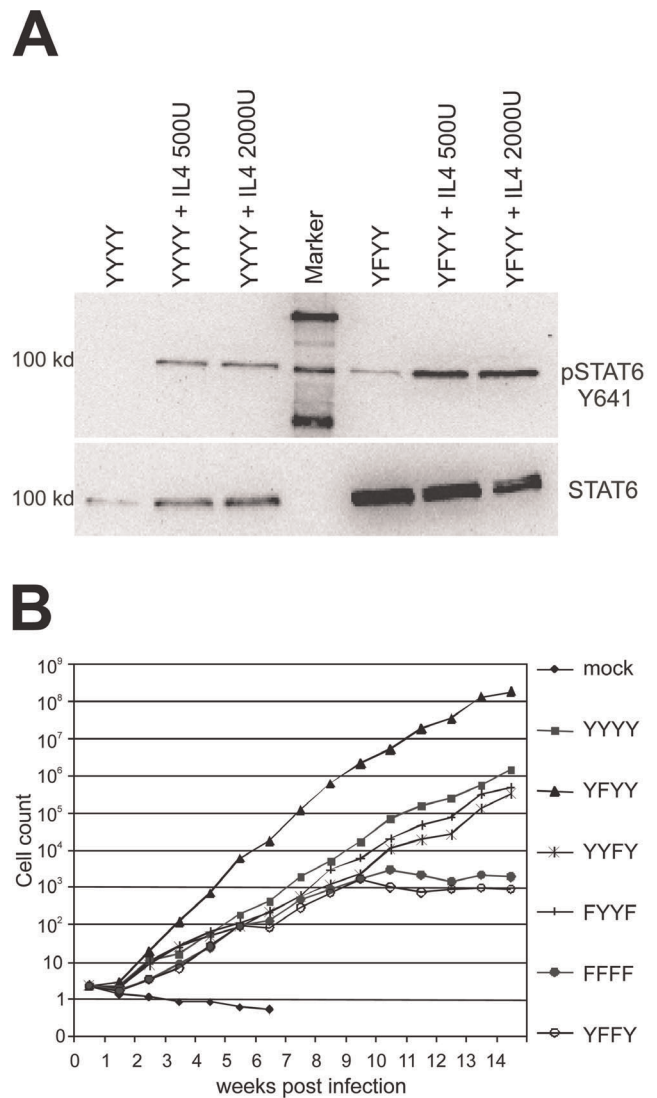 A
YYYY
YYYY + IL4 500U
YYYY + IL4 2000U
Marker
YFYY
YFYY + IL4 500U
YFYY + IL4 2000U
100 kd
pSTAT6
Y641
100 kd
STAT6
B
Cell count
10⁹
10⁸
10⁷
10⁶
10⁵
10⁴
10³
10²
10
1
0
0 1 2 3 4 5 6 7 8 9 10 11 12 13 14
weeks post infection
mock
YYYY
YFYY
YYFY
FYYF
FFFF
YFFY